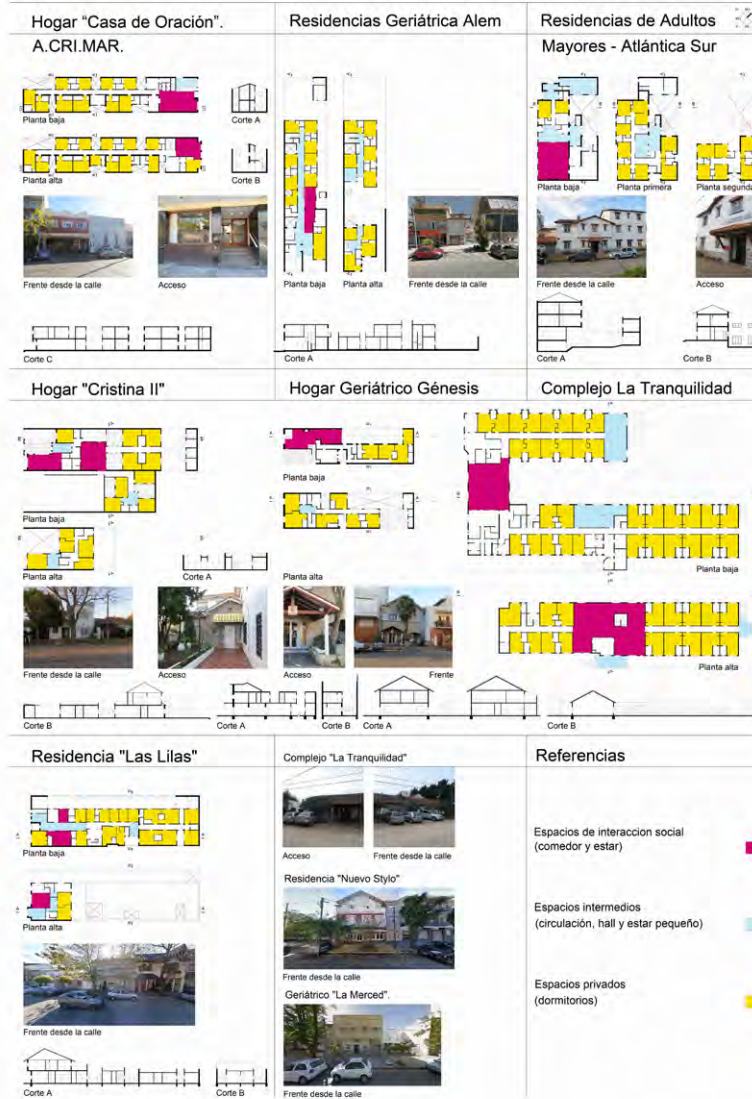 Hogar “Casa de Oración”.
A.CRI.MAR.
Planta baja
Corte A
Planta alta
Corte B
Frente desde la calle
Acceso
Corte C
Residencias Geriátrica Alem
Planta baja
Planta alta
Frente desde la calle
Corte A
Residencias de Adultos
Mayores - Atlántica Sur
Planta baja
Planta primera
Planta segunda
Frente desde la calle
Acceso
Corte A
Corte B
Hogar "Cristina II"
Planta baja
Planta alta
Corte A
Frente desde la calle
Acceso
Corte B
Hogar Geriátrico Génesis
Planta baja
Planta alta
Acceso
Frente
Corte A
Corte B
Complejo La Tranquilidad
Planta baja
Planta alta
Corte A
Corte B
Residencia "Las Lilas"
Planta baja
Planta alta
Frente desde la calle
Corte A
Corte B
Complejo "La Tranquilidad"
Acceso
Frente desde la calle
Residencia "Nuevo Stylo"
Frente desde la calle
Geriátrico "La Merced".
Frente desde la calle
Referencias
Espacios de interaccion social
(comedor y estar)
Espacios intermedios
(circulación, hall y estar pequeño)
Espacios privados
(dormitorios)